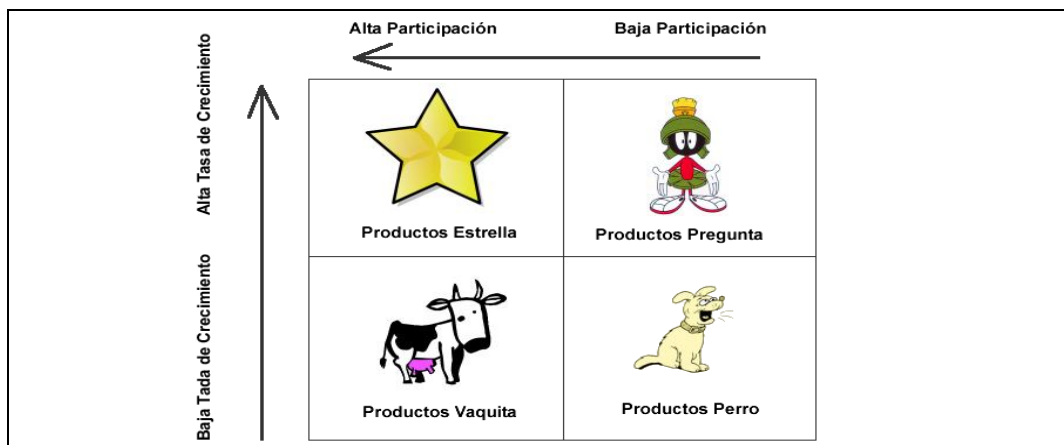 Alta Participación
Baja Participación
Alta Tasa de Crecimiento
Productos Estrella
Productos Pregunta
Baja Tada de Crecimiento
Productos Vaquita
Productos Perro